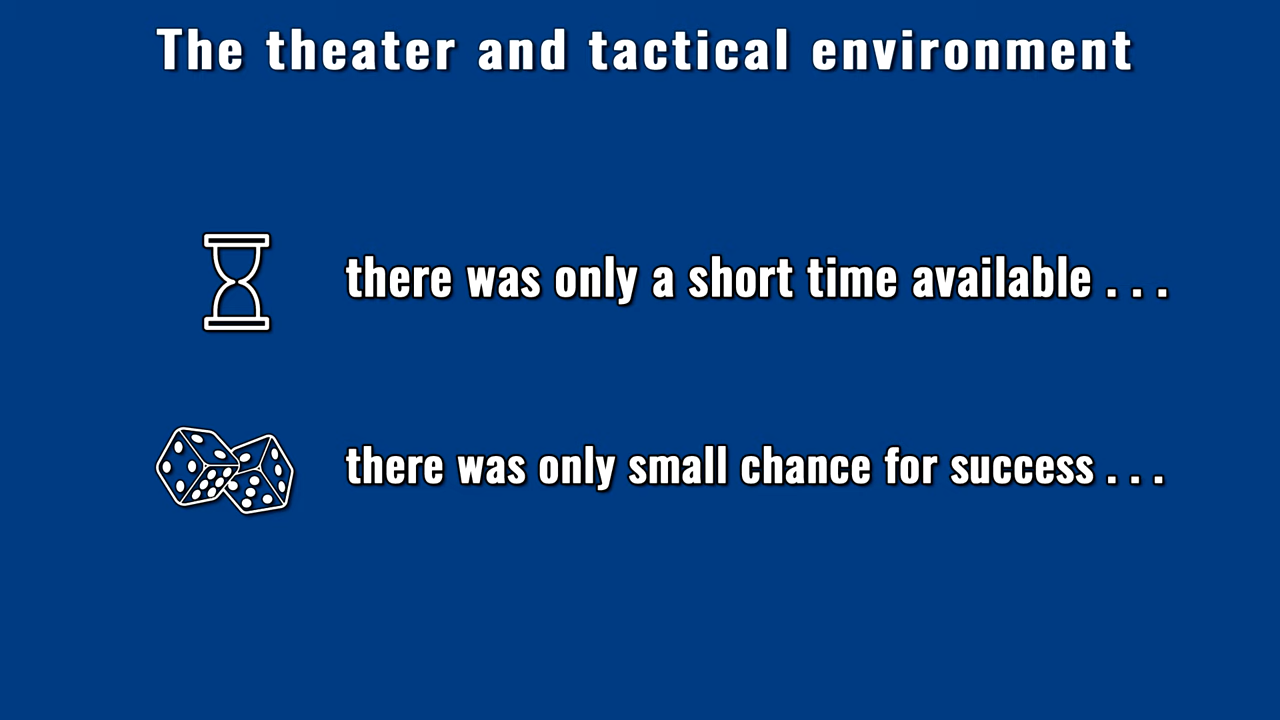 The theater and tactical environment
there was only a short time available . . .
there was only small chance for success . . .